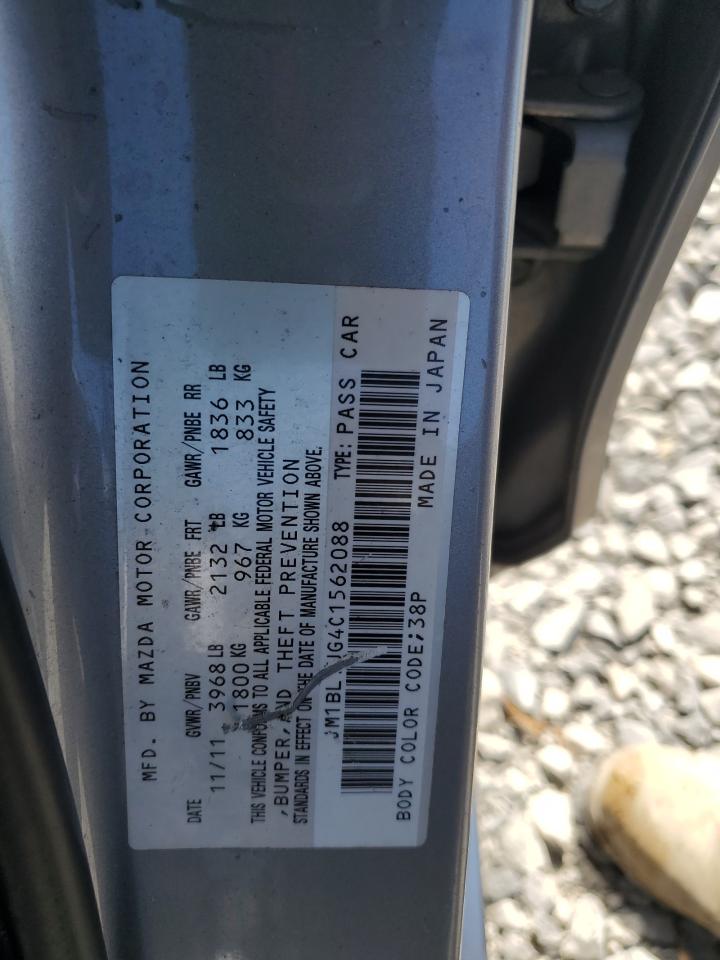 MFD. BY MAZDA MOTOR CORPORATION
DATE GVWR/PNBV GAWR/PNBE FRT GAWR/PNBE RR
11/11 3968 LB 2132 LB 1836 LB
1800 KG 967 KG 833 KG
THIS VEHICLE CONFORMS TO ALL APPLICABLE FEDERAL MOTOR VEHICLE SAFETY
,BUMPER, AND THEFT PREVENTION
STANDARDS IN EFFECT ON THE DATE OF MANUFACTURE SHOWN ABOVE.
TYPE: PASS CAR
BODY COLOR CODE;38P
MADE IN JAPAN